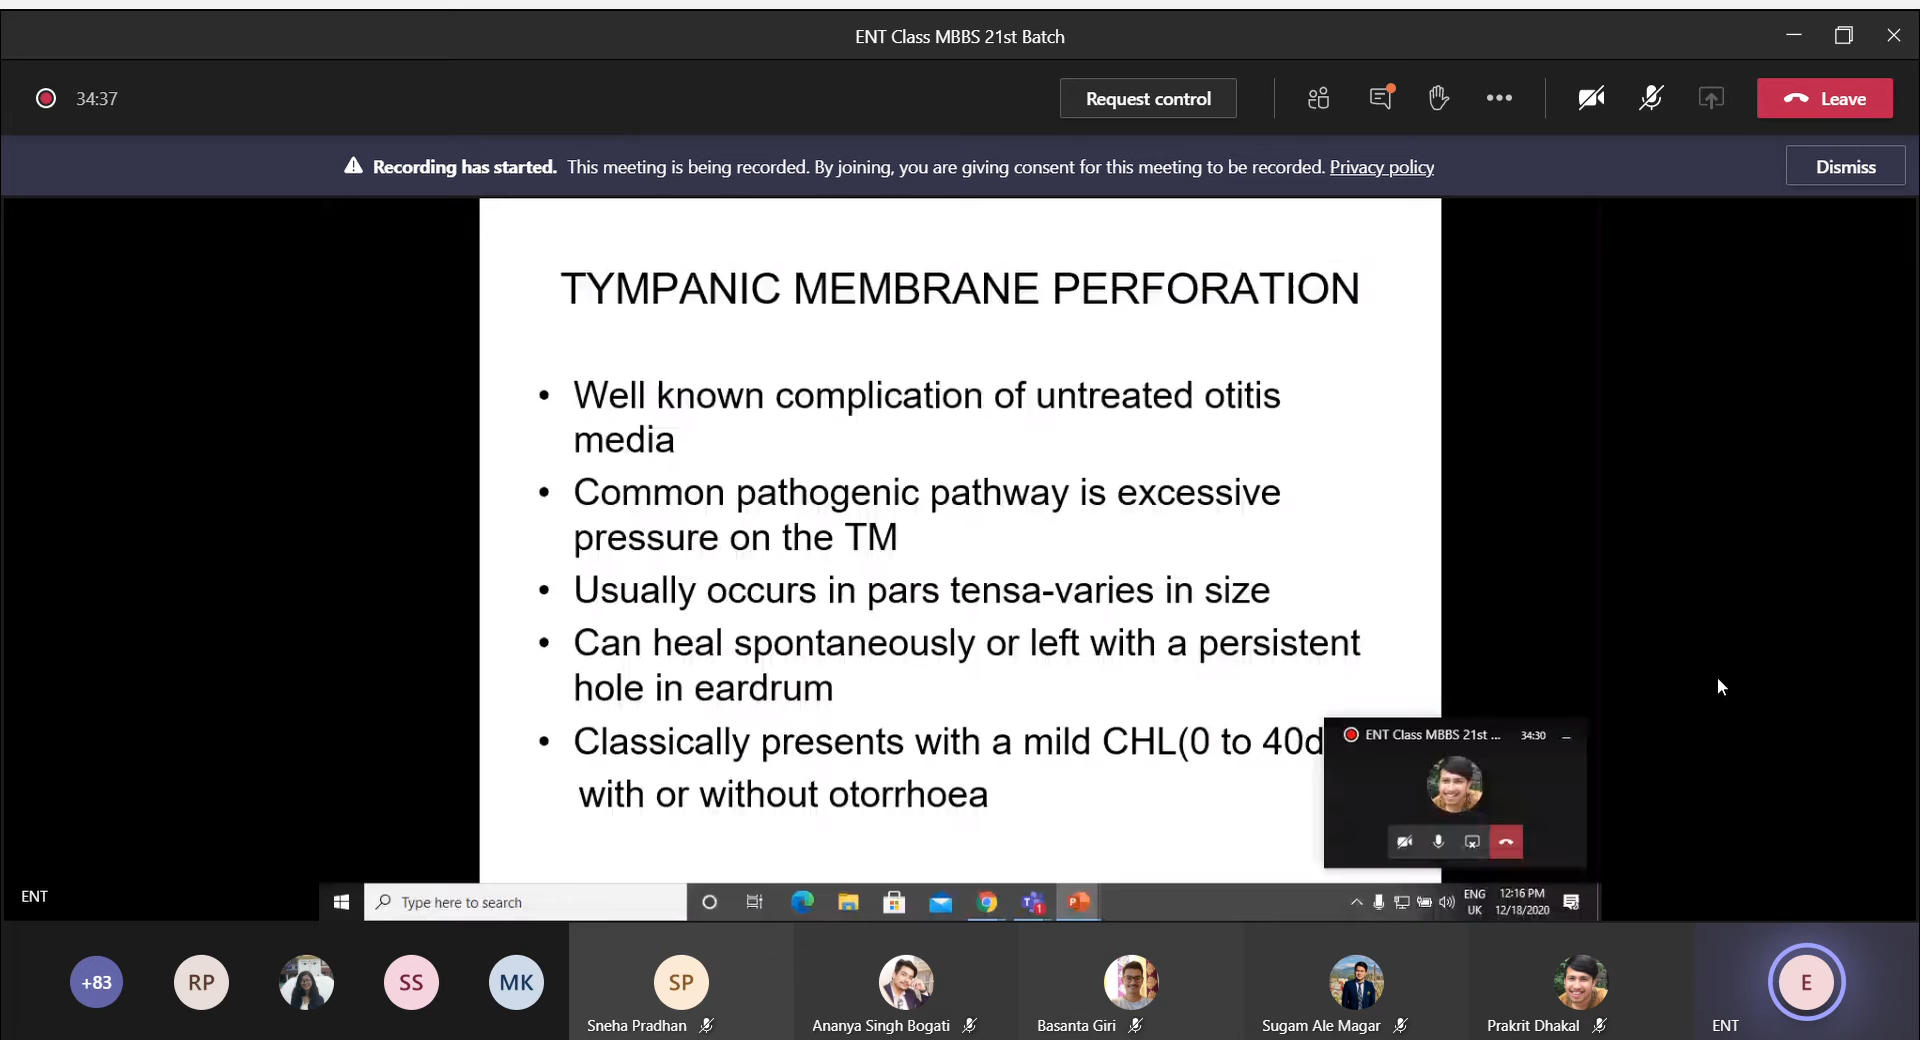 ENT Class MBBS 21st Batch
34:37
Request control
Leave
Recording has started. This meeting is being recorded. By joining, you are giving consent for this meeting to be recorded. Privacy policy
Dismiss
TYMPANIC MEMBRANE PERFORATION
• Well known complication of untreated otitis
media
• Common pathogenic pathway is excessive
pressure on the TM
• Usually occurs in pars tensa-varies in size
• Can heal spontaneously or left with a persistent
hole in eardrum
• Classically presents with a mild CHL(0 to 40d
with or without otorrhoea
ENT Class MBBS 21st ...
34:30
ENT
Type here to search
1
ENG
UK
12:16 PM
12/18/2020
+83
RP
SS
MK
SP
E
Sneha Pradhan
Ananya Singh Bogati
Basanta Giri
Sugam Ale Magar
Prakrit Dhakal
ENT